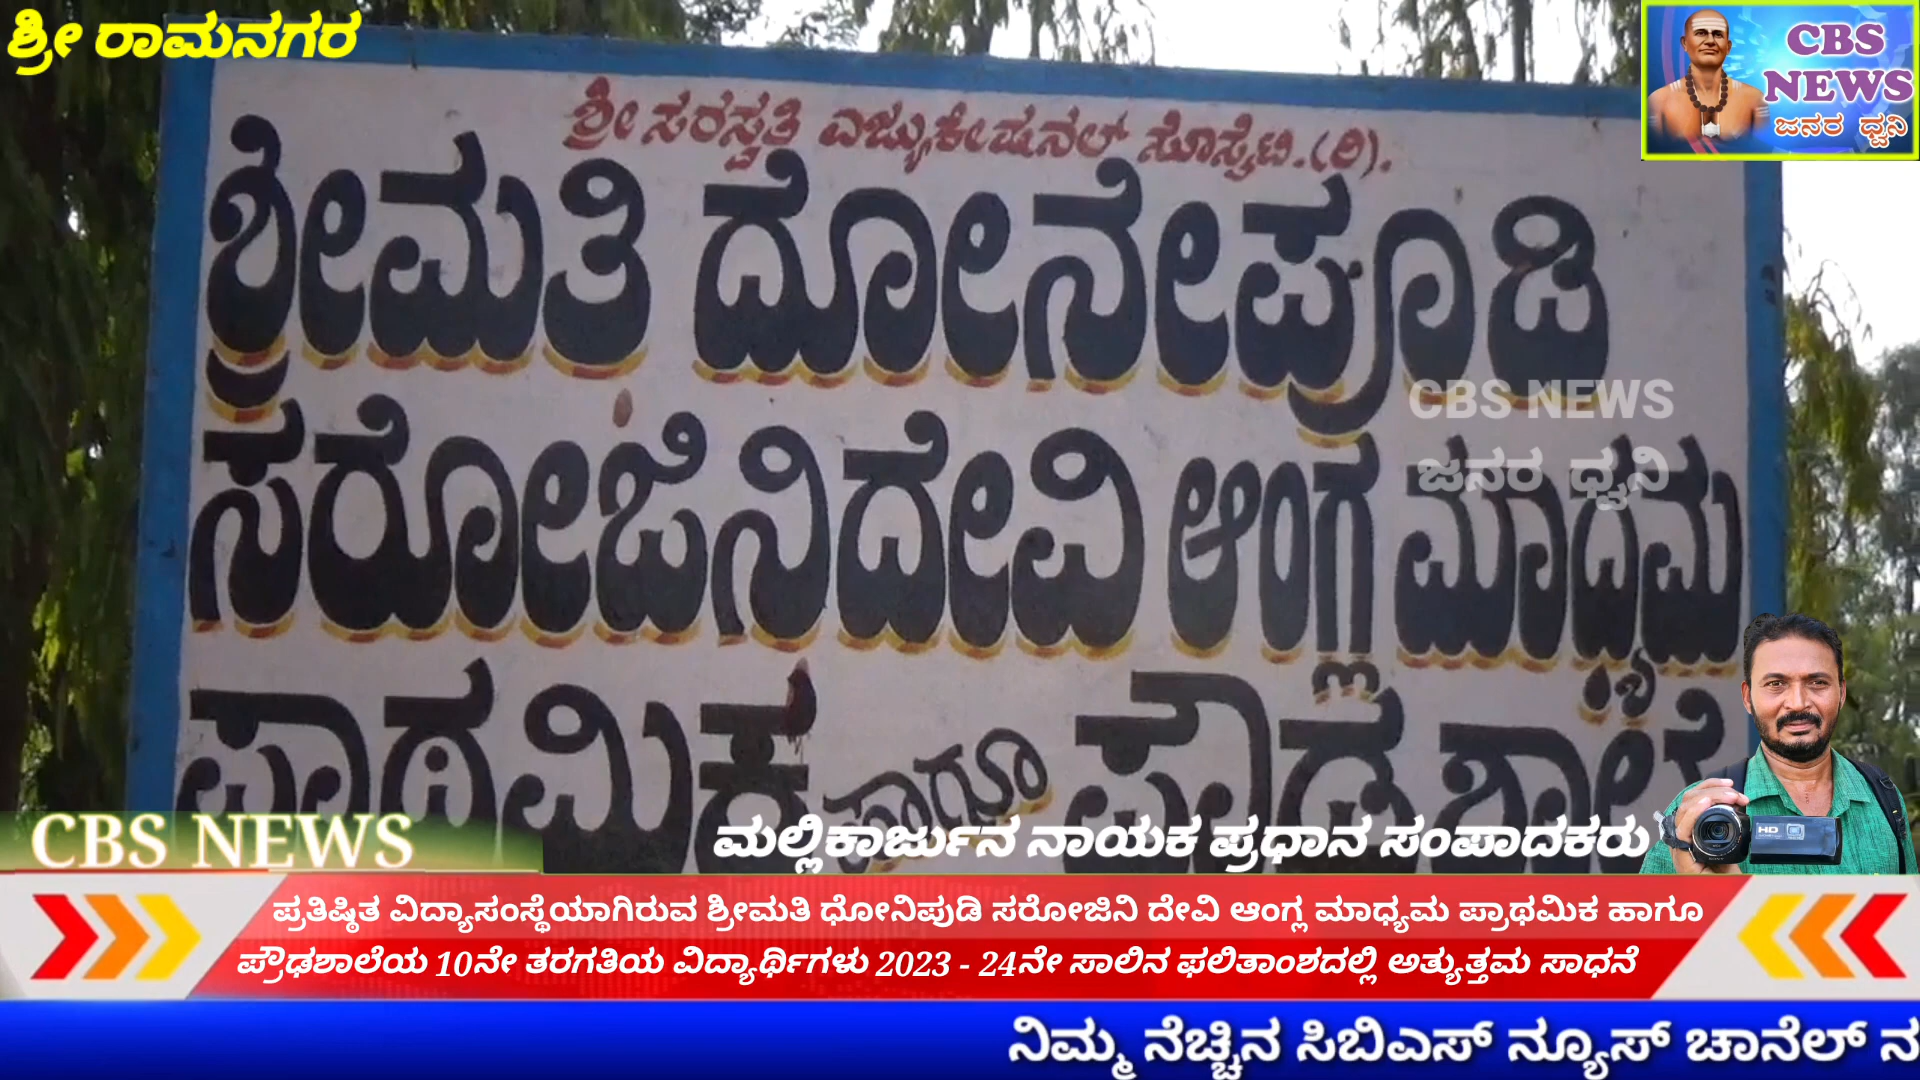 ಶ್ರೀ ರಾಮನಗರ
CBS
NEWS
ಜನರ ಧ್ವನಿ
ಶ್ರೀ ಸರಸ್ವತಿ ಎಜ್ಯುಕೇಷನಲ್ ಸೊಸೈಟಿ.(ರಿ).
ಶ್ರೀಮತಿ ದೋನೇಪೂಡಿ
CBS NEWS
ಜನರ ಧ್ವನಿ
ಸರೋಜಿನಿದೇವಿ ಆಂಗ್ಲ ಮಾಧ್ಯಮ
ಪ್ರಾಥಮಿಕ ಹಾಗೂ ಪ್ರೌಢ ಶಾಲೆ
CBS NEWS
ಮಲ್ಲಿಕಾರ್ಜುನ ನಾಯಕ ಪ್ರಧಾನ ಸಂಪಾದಕರು
ಪ್ರತಿಷ್ಠಿತ ವಿದ್ಯಾಸಂಸ್ಥೆಯಾಗಿರುವ ಶ್ರೀಮತಿ ಧೋನಿಪುಡಿ ಸರೋಜಿನಿ ದೇವಿ ಆಂಗ್ಲ ಮಾಧ್ಯಮ ಪ್ರಾಥಮಿಕ ಹಾಗೂ
ಪ್ರೌಢಶಾಲೆಯ 10ನೇ ತರಗತಿಯ ವಿದ್ಯಾರ್ಥಿಗಳು 2023 - 24ನೇ ಸಾಲಿನ ಫಲಿತಾಂಶದಲ್ಲಿ ಅತ್ಯುತ್ತಮ ಸಾಧನೆ
ನಿಮ್ಮ ನೆಚ್ಚಿನ ಸಿಬಿಎಸ್ ನ್ಯೂಸ್ ಚಾನೆಲ್ ನ